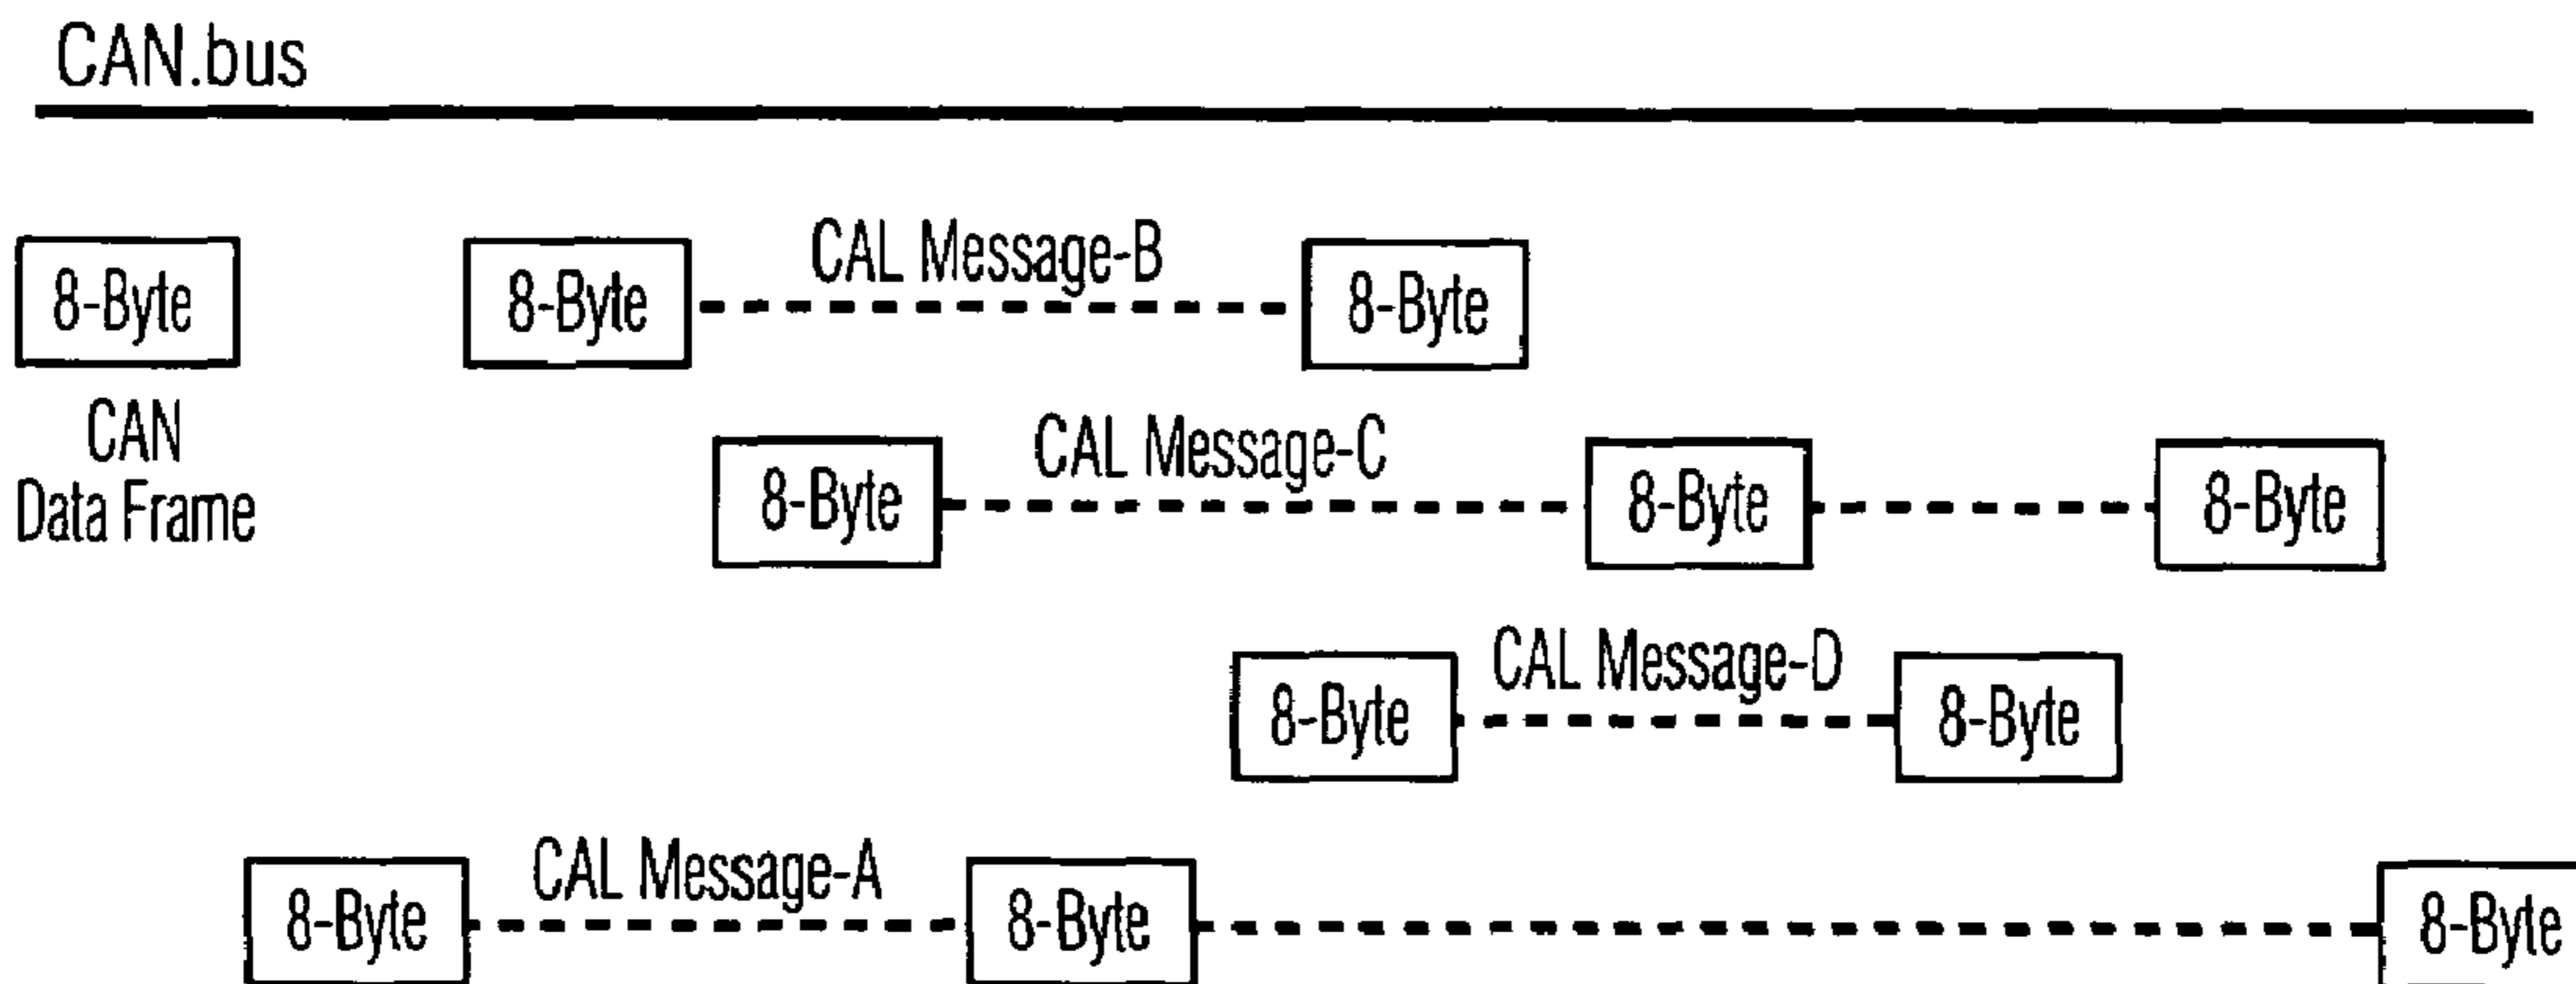 CAN.bus
8-Byte
CAN
Data Frame
8-Byte
CAL Message-B
8-Byte
8-Byte
CAL Message-C
8-Byte
8-Byte
8-Byte
CAL Message-D
8-Byte
8-Byte
CAL Message-A
8-Byte
8-Byte